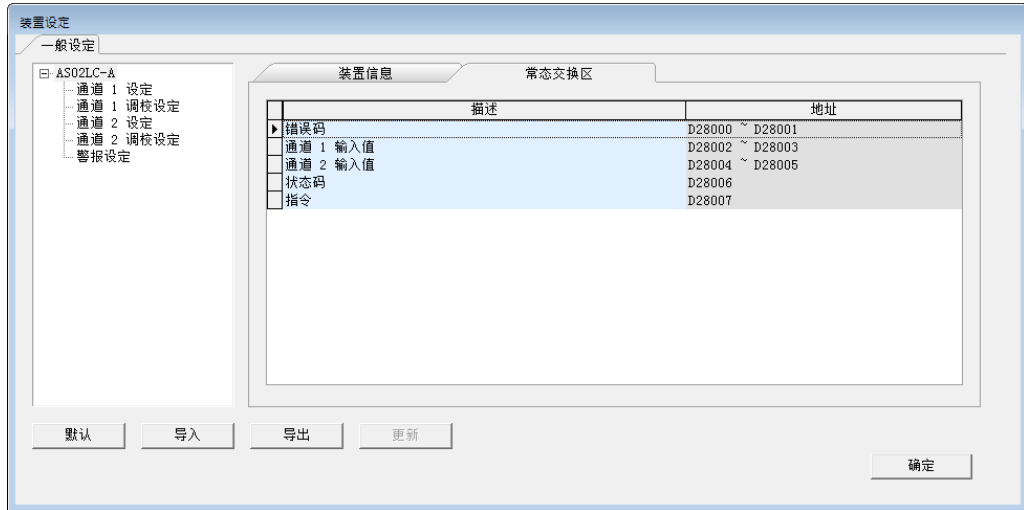 装置设定
一般设定
AS02LC-A
通道 1 设定
通道 1 调校设定
通道 2 设定
通道 2 调校设定
警报设定
装置信息 常态交换区
描述 地址
错误码 D28000 ~ D28001
通道 1 输入值 D28002 ~ D28003
通道 2 输入值 D28004 ~ D28005
状态码 D28006
指令 D28007
默认 导入 导出 更新
确定